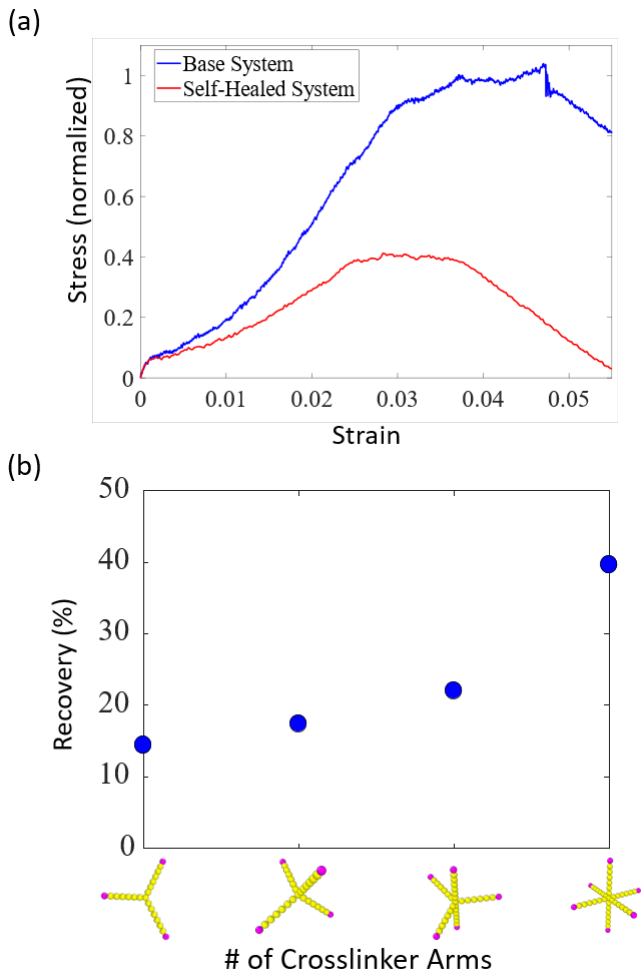 (a)
Base System
Self-Healed System
Stress (normalized)
1
0.8
0.6
0.4
0.2
0
0 0.01 0.02 0.03 0.04 0.05
Strain
(b)
Recovery (%)
50
40
30
20
10
0
# of Crosslinker Arms